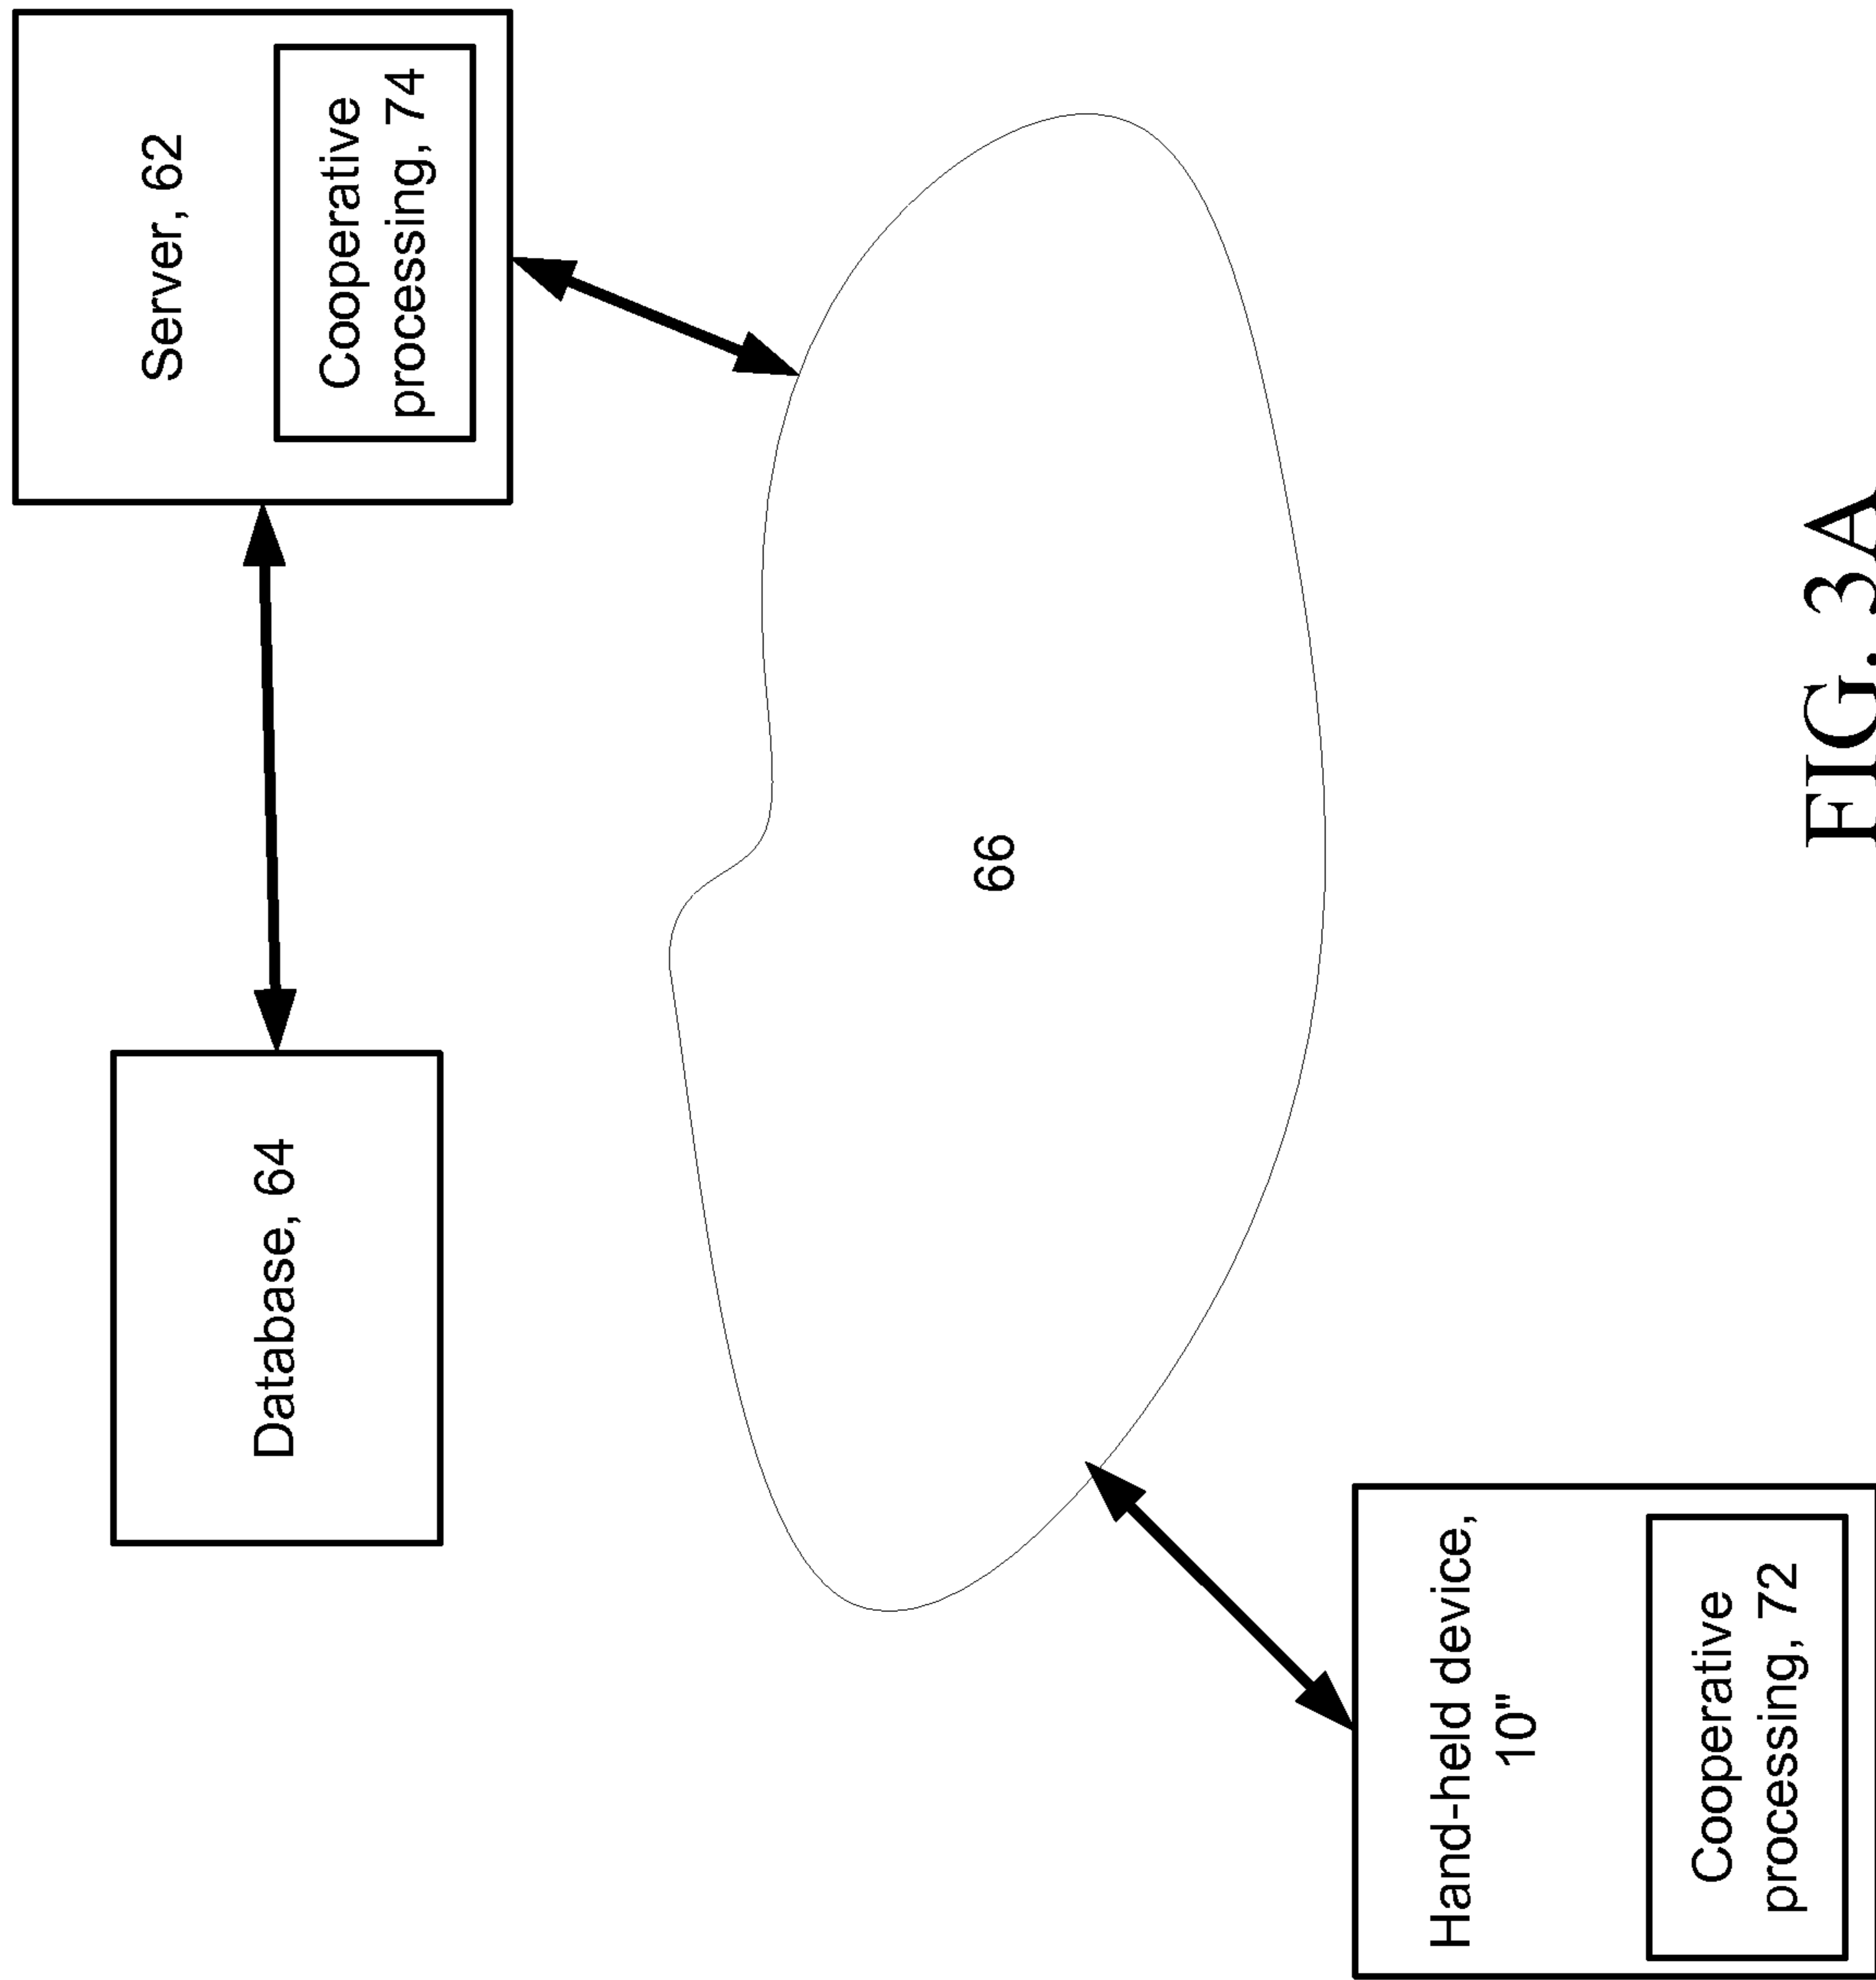 Database, 64
Server, 62
Cooperative
processing, 74
66
Hand-held device,
10"
Cooperative
processing, 72
FIG. 3A